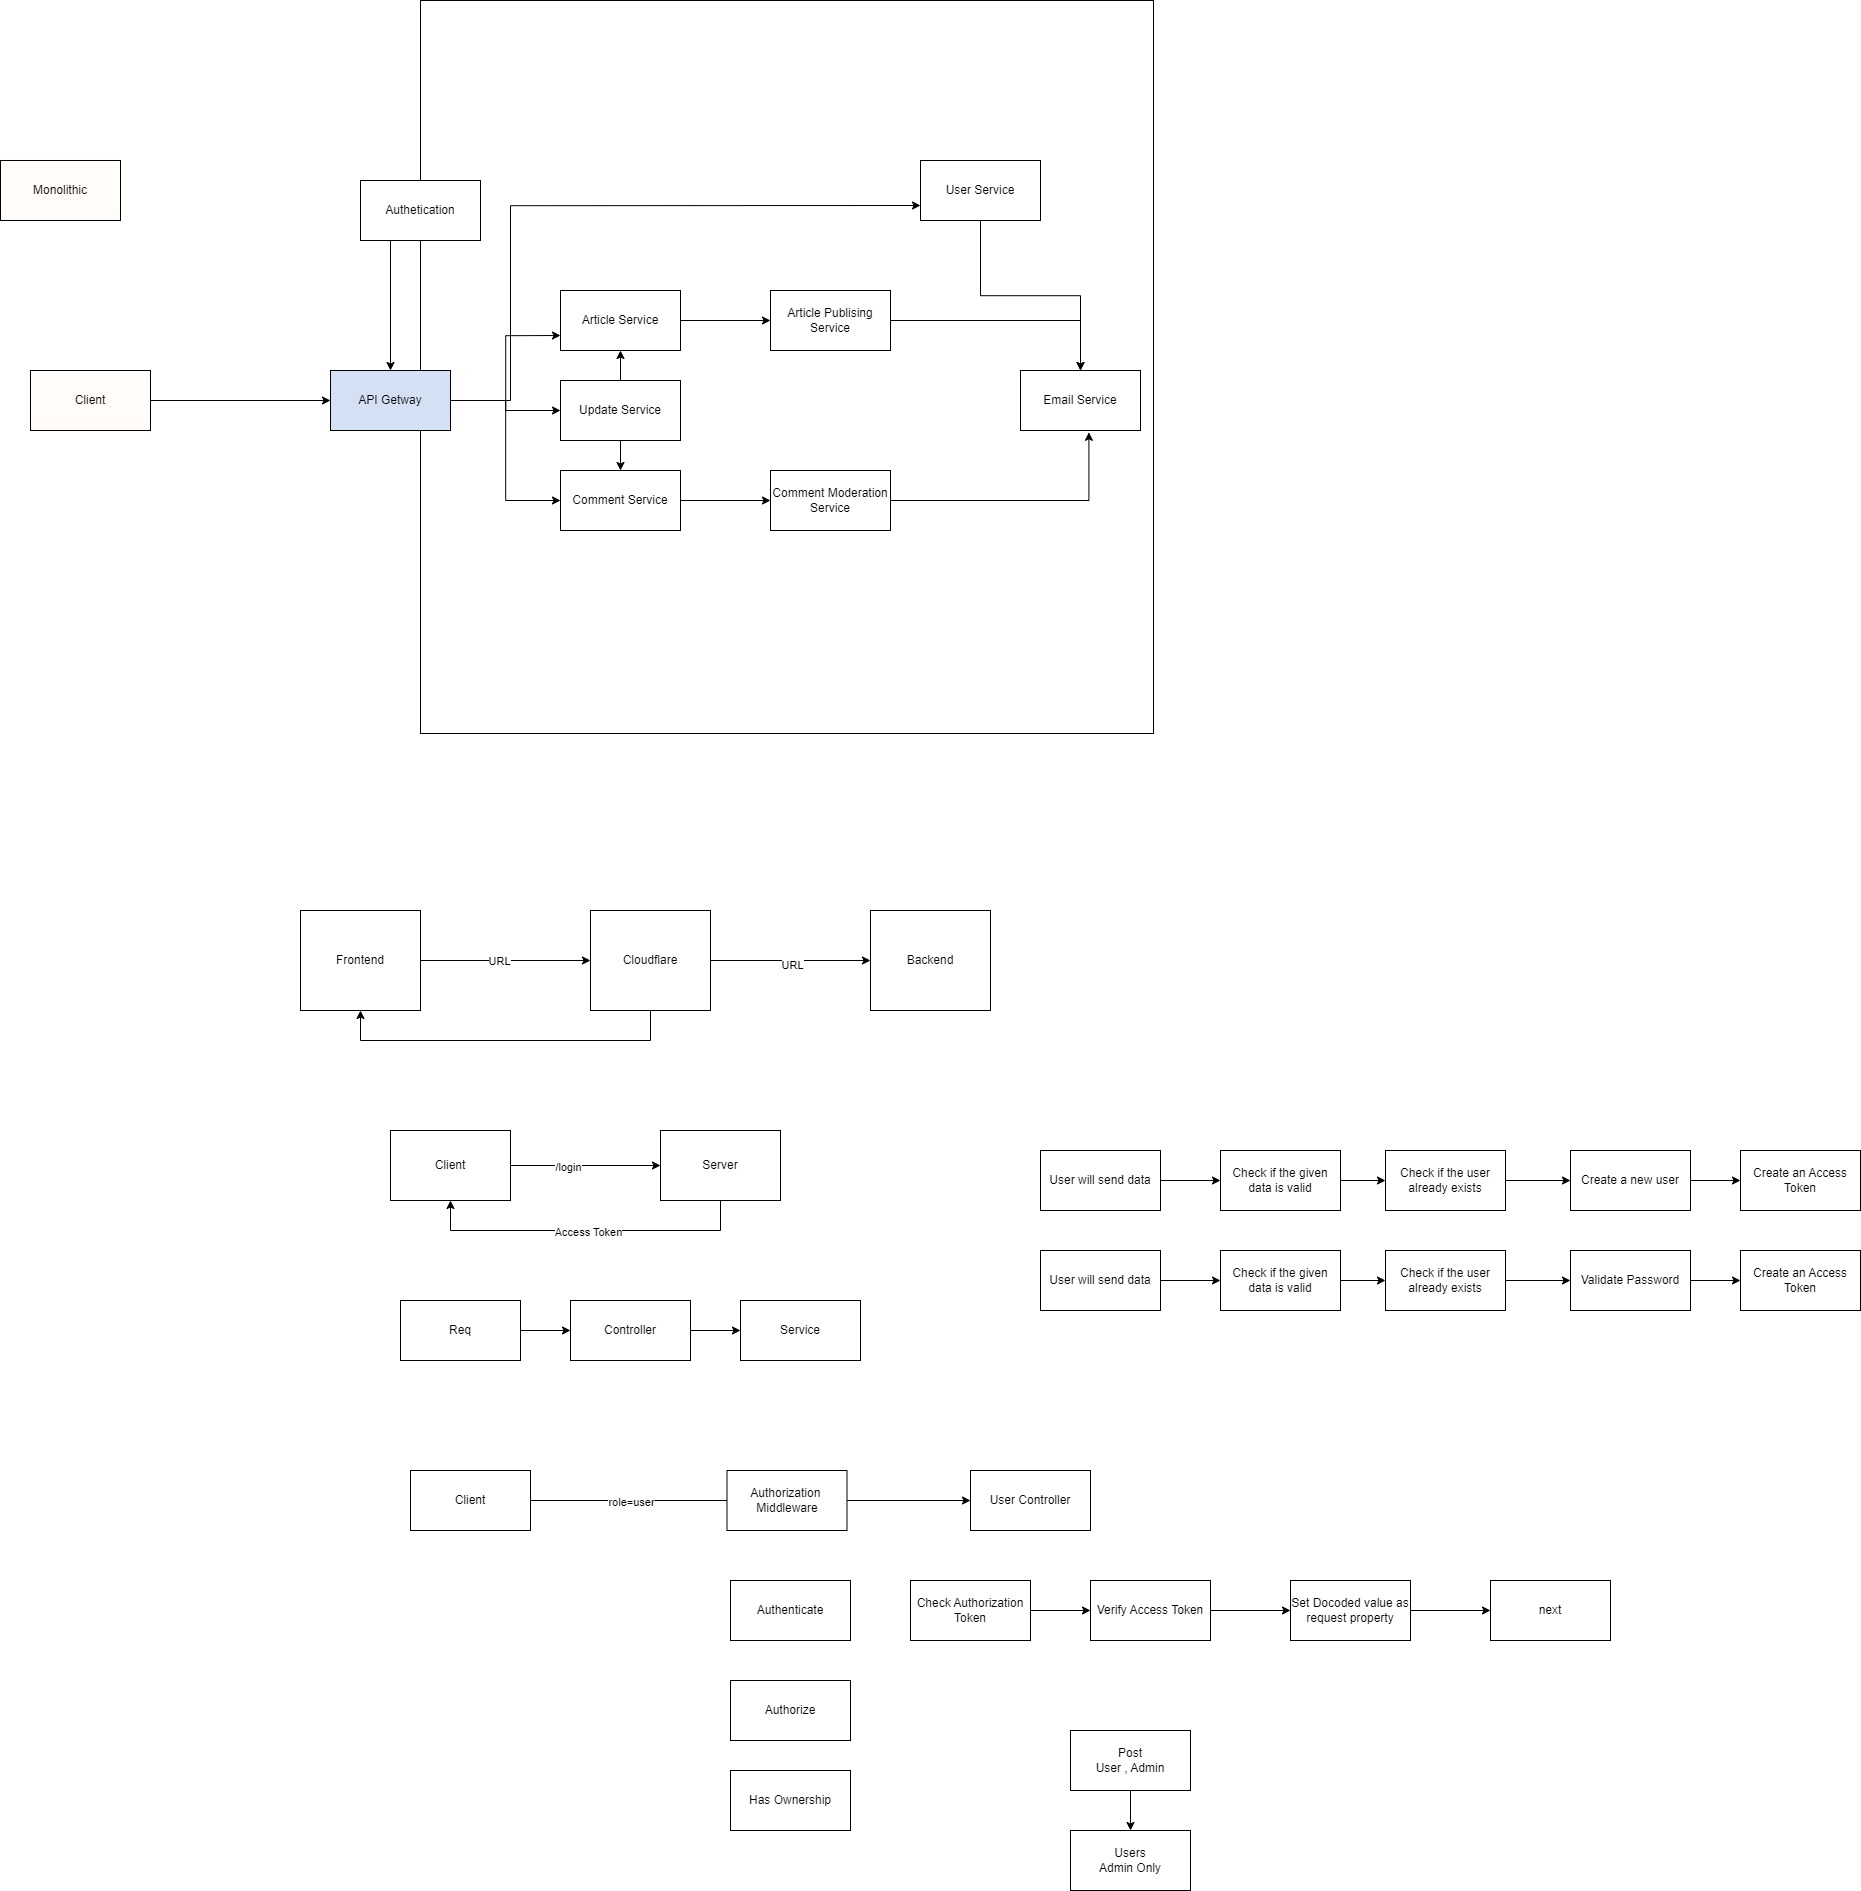 Monolithic
Authetication
User Service
Article Service
Article Publising
Service
Client
API Getway
Update Service
Email Service
Comment Service
Comment Moderation
Service
Frontend
URL
Cloudflare
URL
Backend
Client
/login
Server
Access Token
User will send data
Check if the given
data is valid
Check if the user
already exists
Create a new user
Create an Access
Token
User will send data
Check if the given
data is valid
Check if the user
already exists
Validate Password
Create an Access
Token
Req
Controller
Service
Client
role=user
Authorization
Middleware
User Controller
Authenticate
Check Authorization
Token
Verify Access Token
Set Docoded value as
request property
next
Authorize
Post
User , Admin
Has Ownership
Users
Admin Only